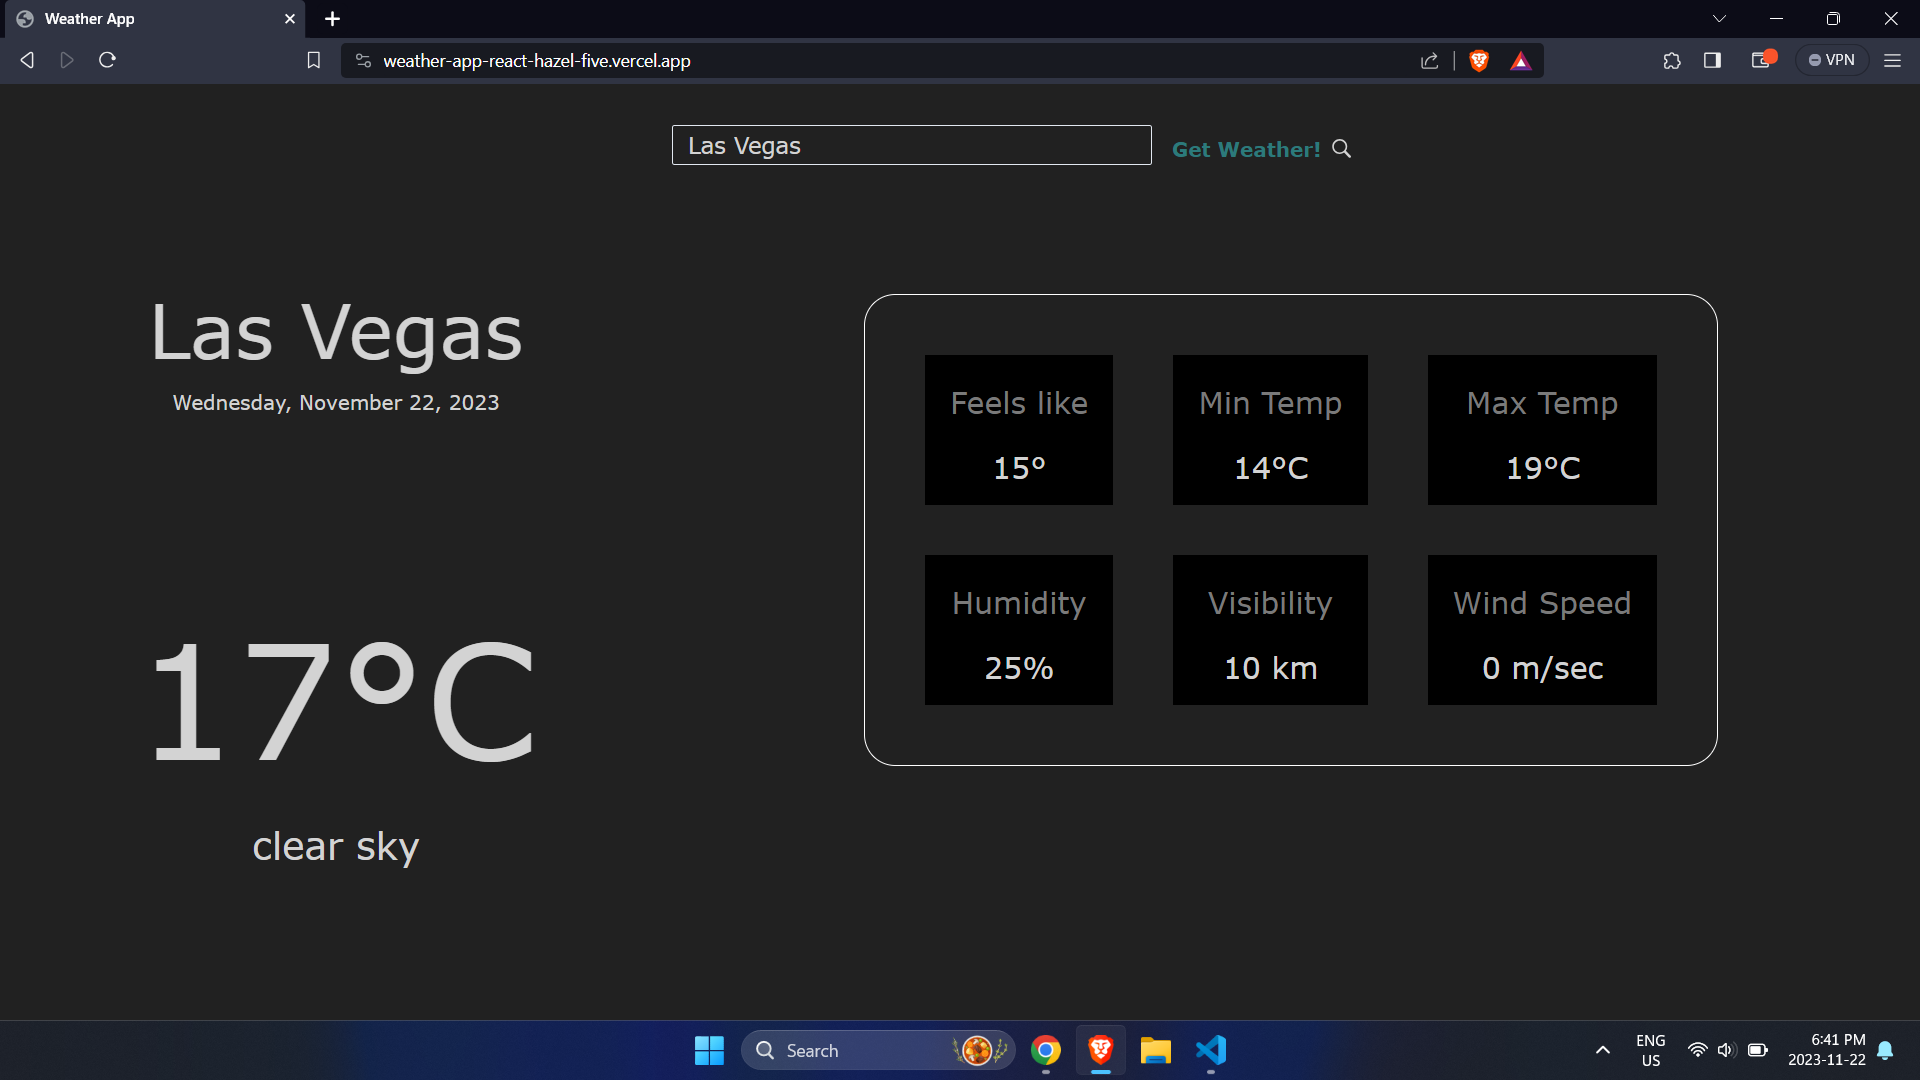 Weather App
weather-app-react-hazel-five.vercel.app
VPN
Las Vegas
Get Weather!
Las Vegas
Wednesday, November 22, 2023
17°C
clear sky
Feels like
15°
Min Temp
14°C
Max Temp
19°C
Humidity
25%
Visibility
10 km
Wind Speed
0 m/sec
Search
ENG
US
6:41 PM
2023-11-22